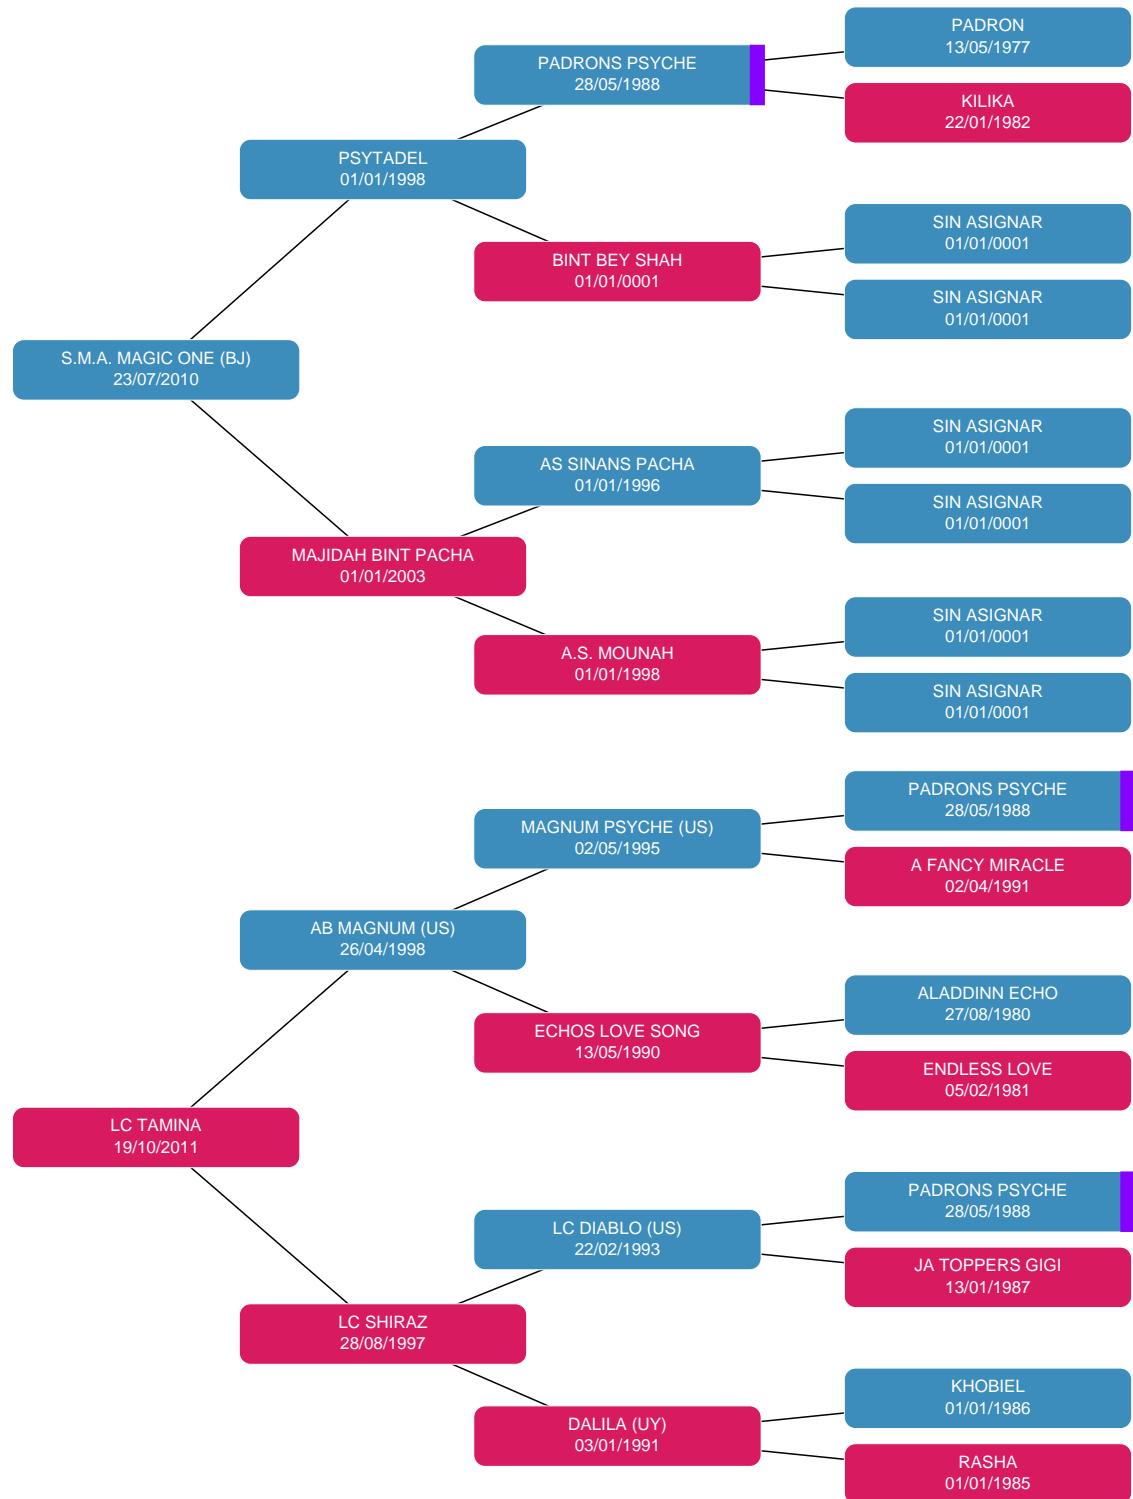 PADRON
13/05/1977
PADRONS PSYCHE
28/05/1988
KILIKA
22/01/1982
PSYTADEL
01/01/1998
SIN ASIGNAR
01/01/0001
BINT BEY SHAH
01/01/0001
SIN ASIGNAR
01/01/0001
S.M.A. MAGIC ONE (BJ)
23/07/2010
SIN ASIGNAR
01/01/0001
AS SINANS PACHA
01/01/1996
SIN ASIGNAR
01/01/0001
MAJIDAH BINT PACHA
01/01/2003
SIN ASIGNAR
01/01/0001
A.S. MOUNAH
01/01/1998
SIN ASIGNAR
01/01/0001
PADRONS PSYCHE
28/05/1988
MAGNUM PSYCHE (US)
02/05/1995
A FANCY MIRACLE
02/04/1991
AB MAGNUM (US)
26/04/1998
ALADDINN ECHO
27/08/1980
ECHOS LOVE SONG
13/05/1990
ENDLESS LOVE
05/02/1981
LC TAMINA
19/10/2011
PADRONS PSYCHE
28/05/1988
LC DIABLO (US)
22/02/1993
JA TOPPERS GIGI
13/01/1987
LC SHIRAZ
28/08/1997
KHOBIEL
01/01/1986
DALILA (UY)
03/01/1991
RASHA
01/01/1985